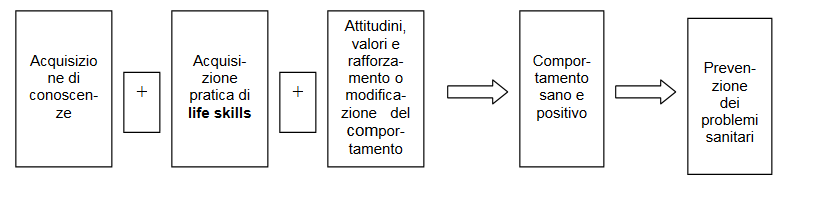 Acquisizio
ne di
conoscen-
ze
+
Acquisi-
zione
pratica di
life skills
+
Attitudini,
valori e
rafforza-
mento o
modifica-
zione del
compor-
tamento
Compor-
tamento
sano e
positivo
Preven-
zione
dei
problemi
sanitari